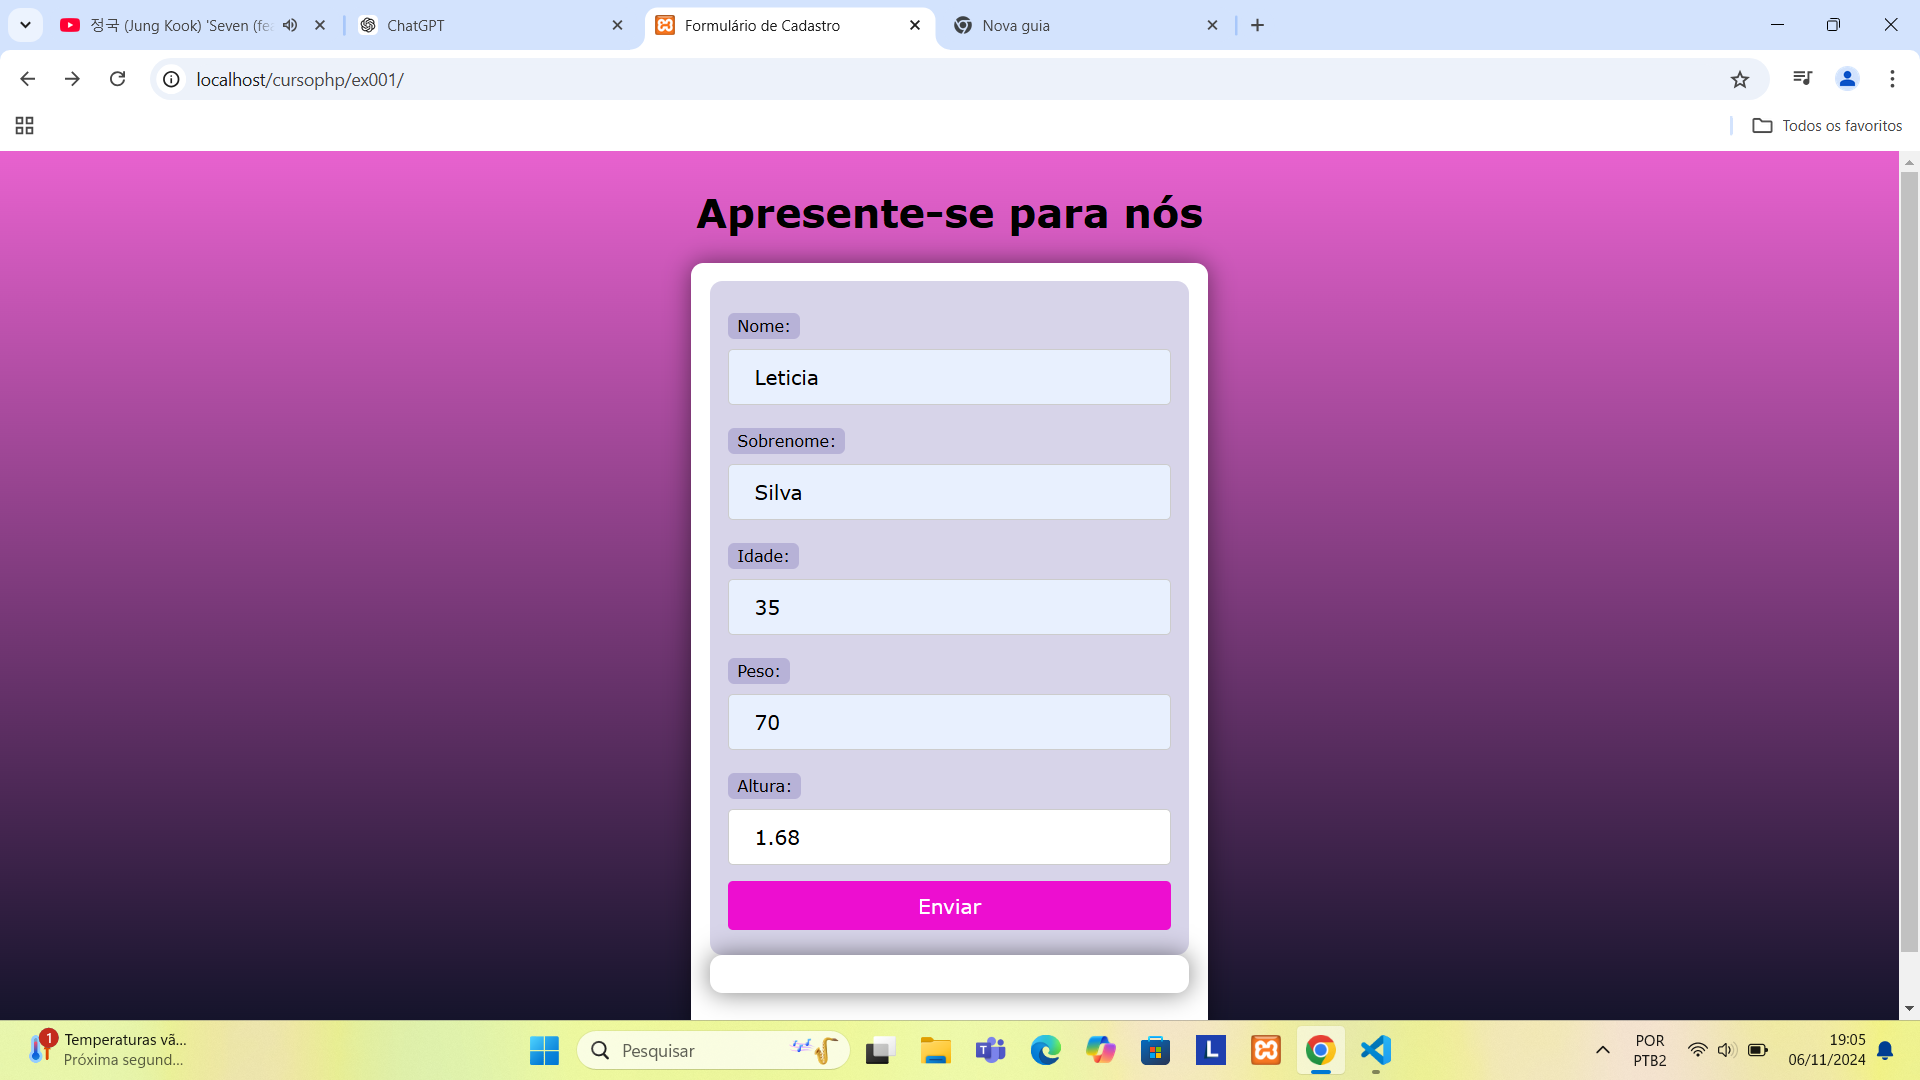 정국 (Jung Kook) 'Seven (fea
ChatGPT
Formulário de Cadastro
Nova guia
localhost/cursophp/ex001/
Todos os favoritos
Apresente-se para nós
Nome:
Leticia
Sobrenome:
Silva
Idade:
35
Peso:
70
Altura:
1.68
Enviar
1
Temperaturas vã...
Próxima segund...
Pesquisar
L
POR
PTB2
19:05
06/11/2024